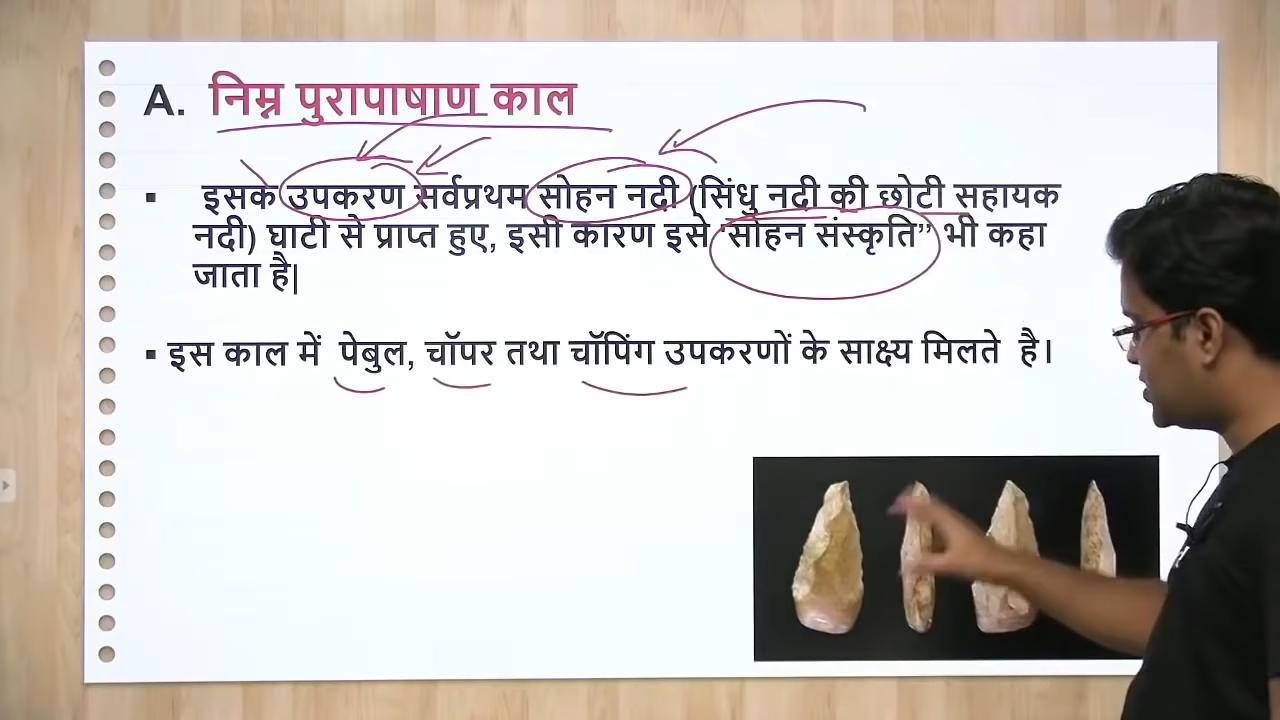 A. निम्न पुरापाषाण काल
▪ इसके उपकरण सर्वप्रथम सोहन नदी (सिंधु नदी की छोटी सहायक
नदी) घाटी से प्राप्त हुए, इसी कारण इसे "सोहन संस्कृति” भी कहा
जाता है|
▪ इस काल में पेबुल, चॉपर तथा चॉपिंग उपकरणों के साक्ष्य मिलते है।